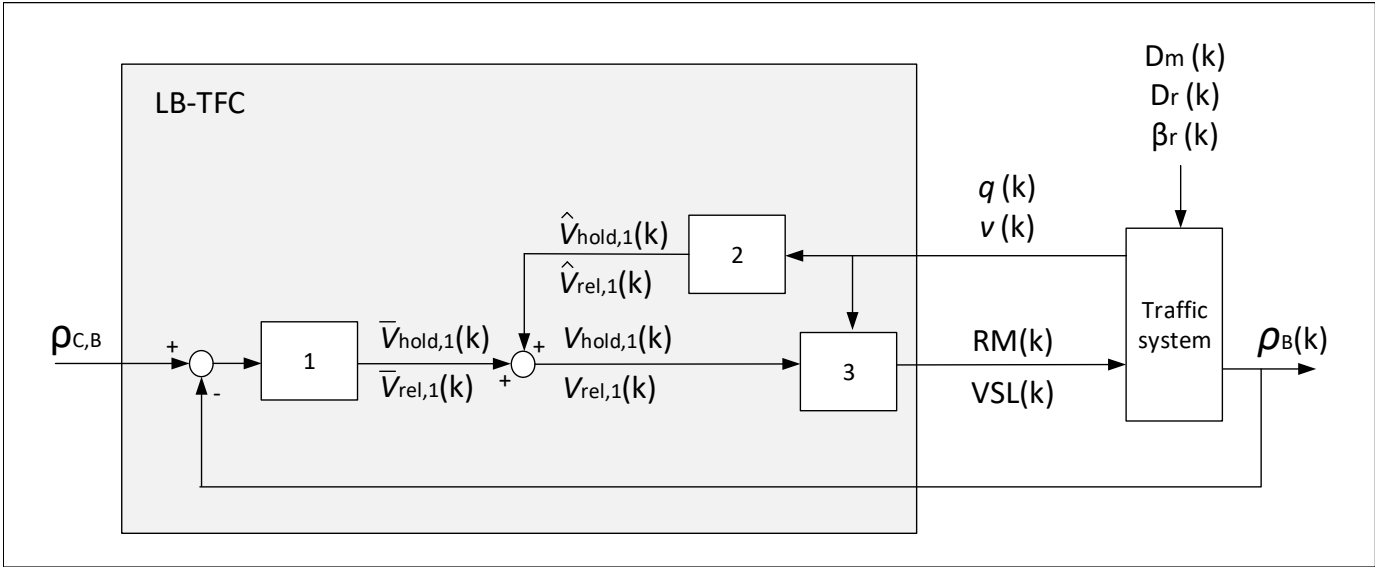 LB-TFC
Dm (k)
Dr (k)
βr (k)
q (k)
v (k)
V̂hold,1(k)
V̂rel,1(k)
2
Traffic
system
ρC,B
+
-
1
V̅hold,1(k)
V̅rel,1(k)
+
+
Vhold,1(k)
Vrel,1(k)
3
RM(k)
VSL(k)
ρB(k)